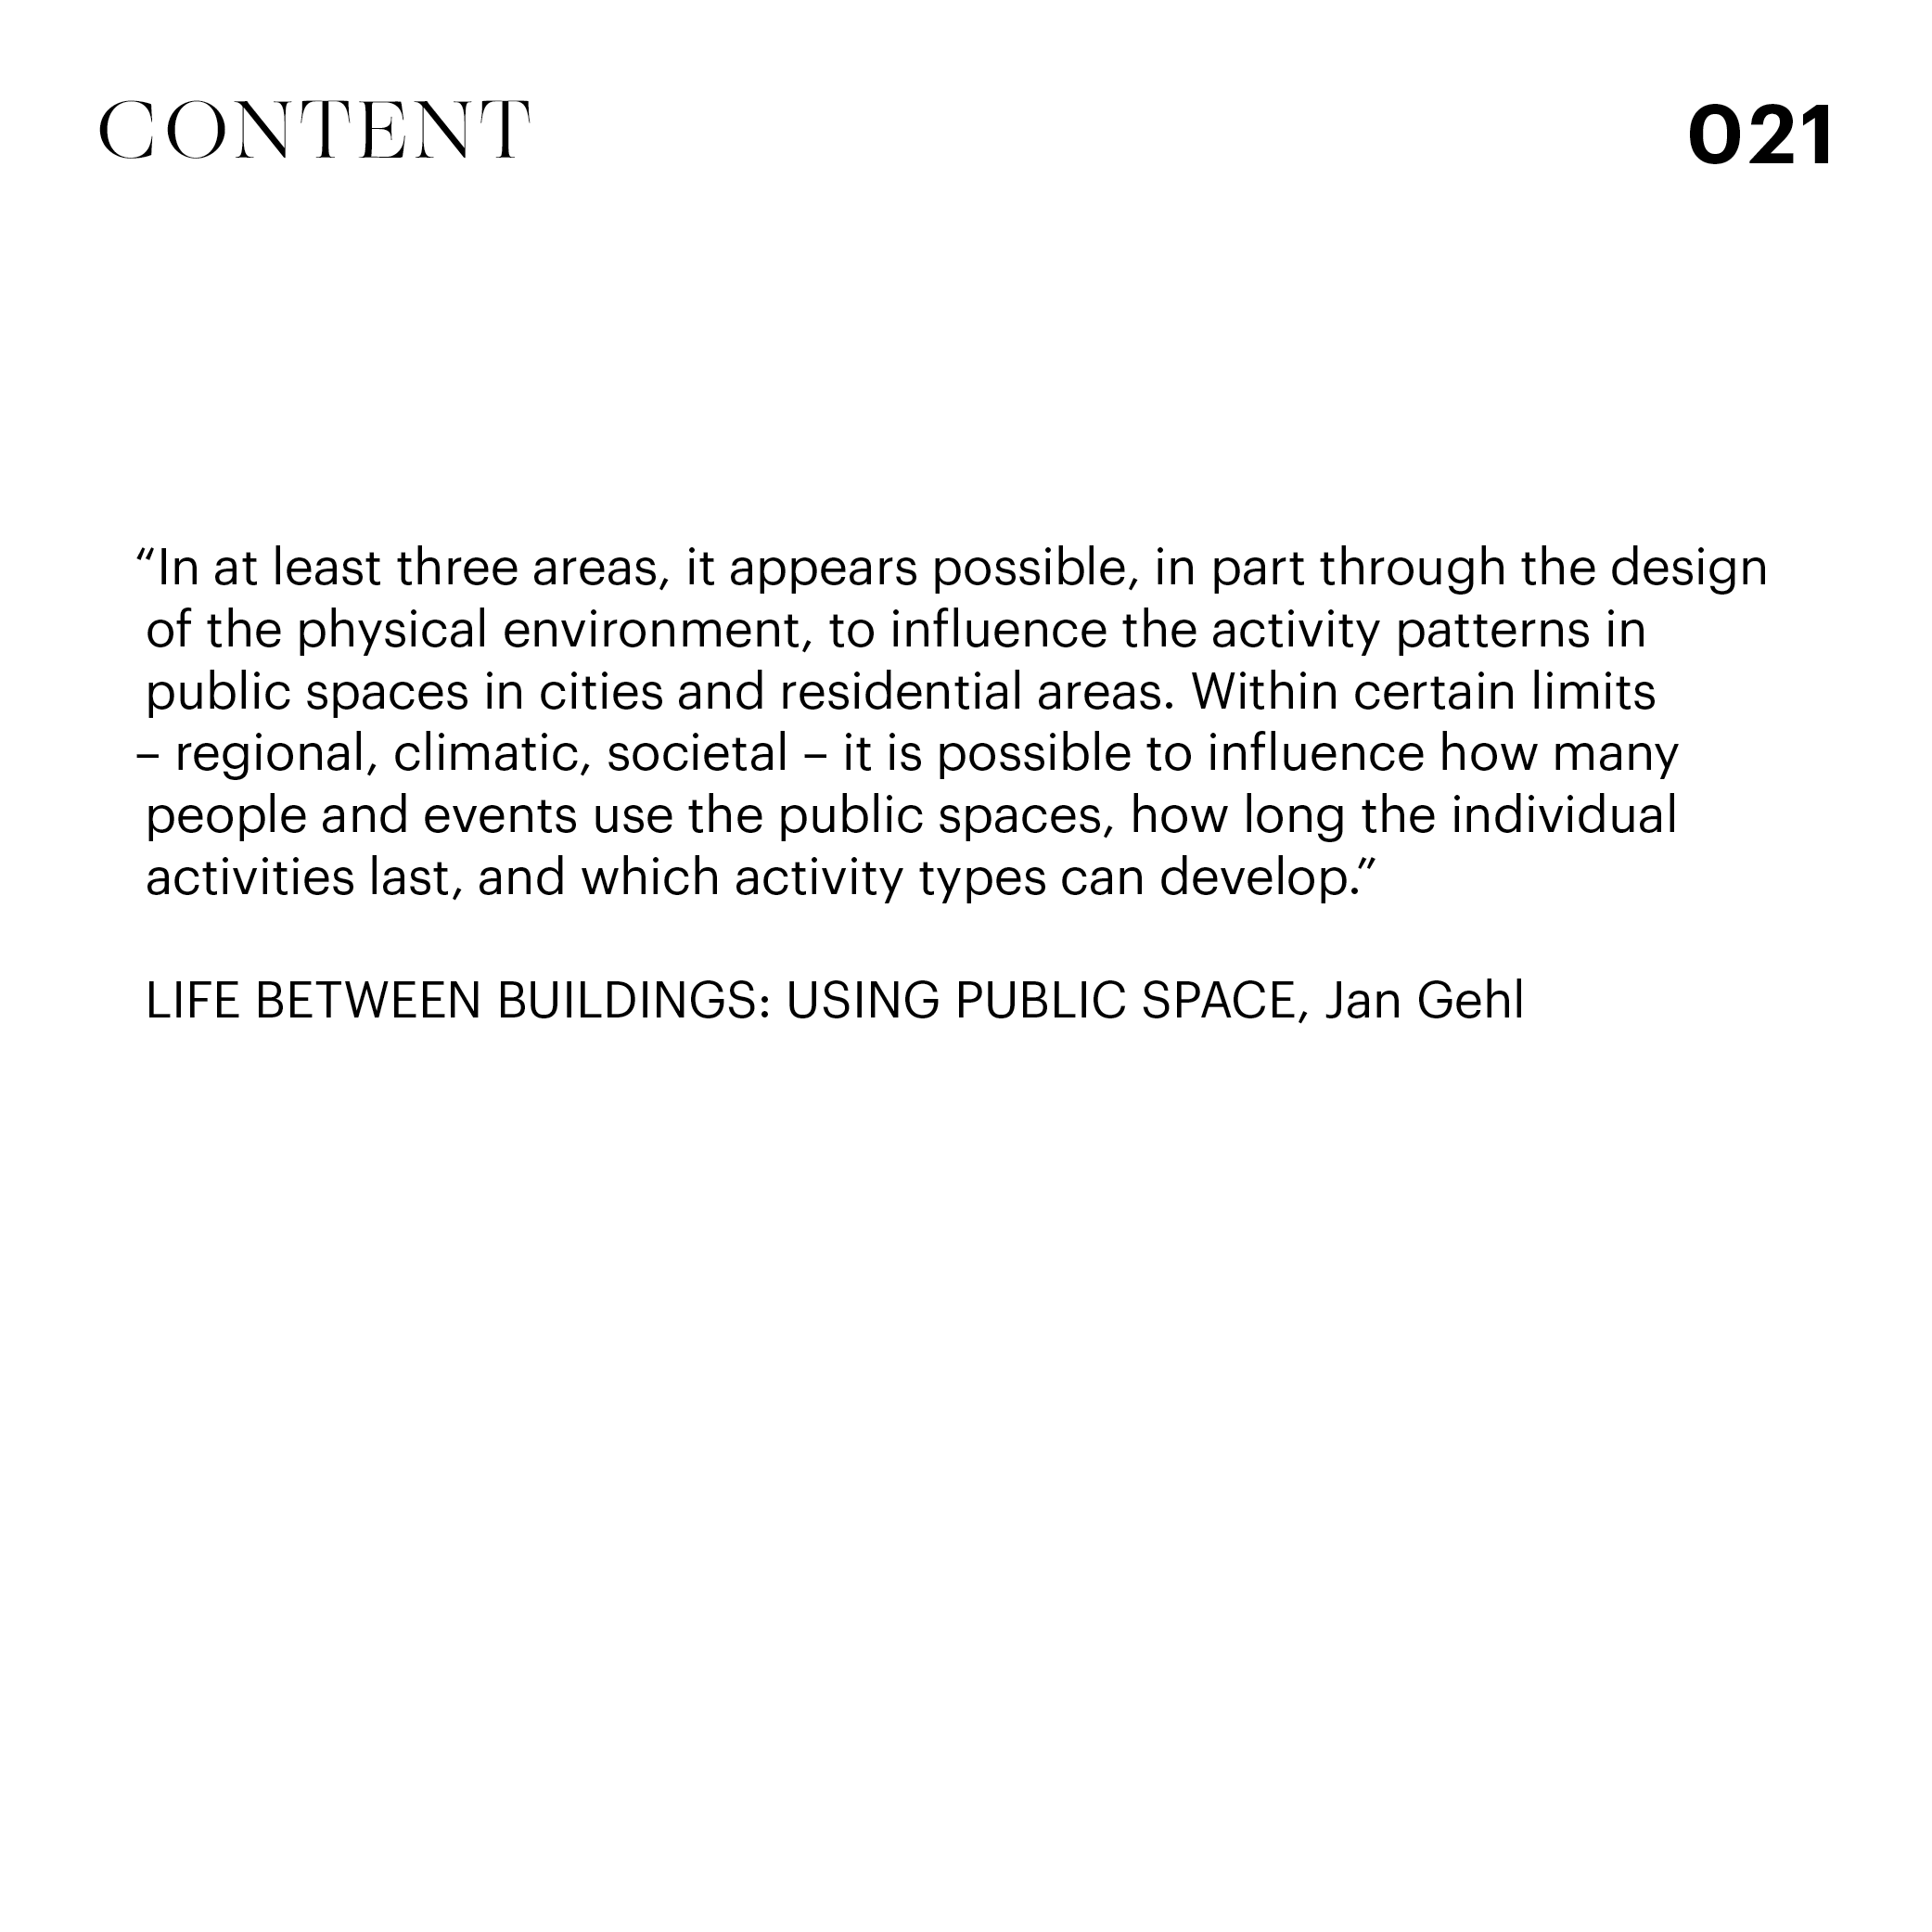 CONTENT
021
“In at least three areas, it appears possible, in part through the design
of the physical environment, to influence the activity patterns in
public spaces in cities and residential areas. Within certain limits
– regional, climatic, societal – it is possible to influence how many
people and events use the public spaces, how long the individual
activities last, and which activity types can develop.”
LIFE BETWEEN BUILDINGS: USING PUBLIC SPACE, Jan Gehl